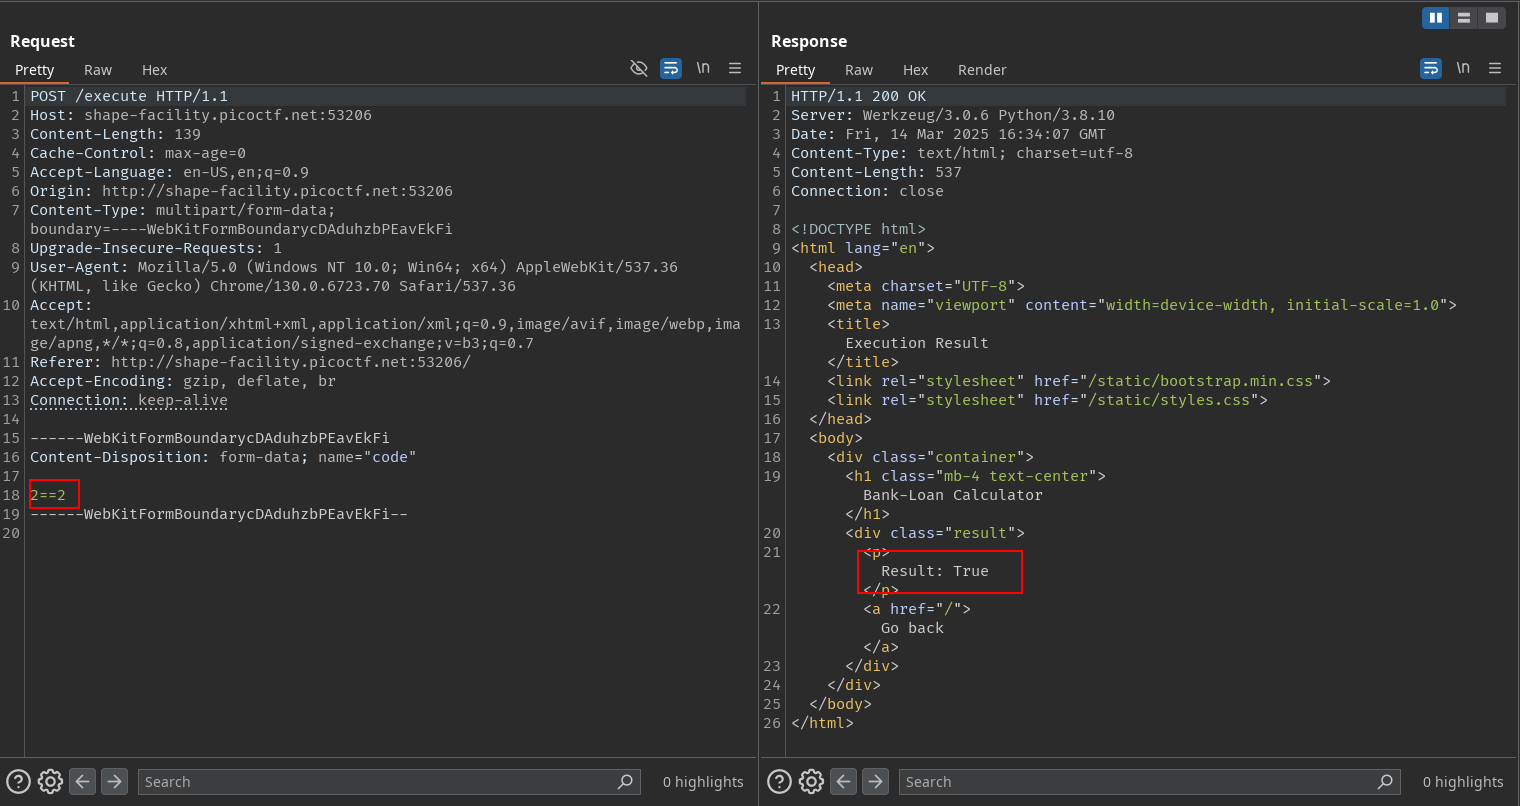 Request
Pretty Raw Hex
\n
1 POST /execute HTTP/1.1
2 Host: shape-facility.picoctf.net:53206
3 Content-Length: 139
4 Cache-Control: max-age=0
5 Accept-Language: en-US,en;q=0.9
6 Origin: http://shape-facility.picoctf.net:53206
7 Content-Type: multipart/form-data;
boundary=----WebKitFormBoundarycDAduhzbPEavEkFi
8 Upgrade-Insecure-Requests: 1
9 User-Agent: Mozilla/5.0 (Windows NT 10.0; Win64; x64) AppleWebKit/537.36
(KHTML, like Gecko) Chrome/130.0.6723.70 Safari/537.36
10 Accept:
text/html,application/xhtml+xml,application/xml;q=0.9,image/avif,image/webp,ima
ge/apng,*/*;q=0.8,application/signed-exchange;v=b3;q=0.7
11 Referer: http://shape-facility.picoctf.net:53206/
12 Accept-Encoding: gzip, deflate, br
13 Connection: keep-alive
14
15 ------WebKitFormBoundarycDAduhzbPEavEkFi
16 Content-Disposition: form-data; name="code"
17
18 2==2
19 ------WebKitFormBoundarycDAduhzbPEavEkFi--
20
Search
0 highlights
Response
Pretty Raw Hex Render
\n
1 HTTP/1.1 200 OK
2 Server: Werkzeug/3.0.6 Python/3.8.10
3 Date: Fri, 14 Mar 2025 16:34:07 GMT
4 Content-Type: text/html; charset=utf-8
5 Content-Length: 537
6 Connection: close
7
8 <!DOCTYPE html>
9 <html lang="en">
10 <head>
11 <meta charset="UTF-8">
12 <meta name="viewport" content="width=device-width, initial-scale=1.0">
13 <title>
Execution Result
</title>
14 <link rel="stylesheet" href="/static/bootstrap.min.css">
15 <link rel="stylesheet" href="/static/styles.css">
16 </head>
17 <body>
18 <div class="container">
19 <h1 class="mb-4 text-center">
Bank-Loan Calculator
</h1>
20 <div class="result">
21 <p>
Result: True
</p>
22 <a href="/">
Go back
</a>
23 </div>
24 </div>
25 </body>
26 </html>
Search
0 highlights